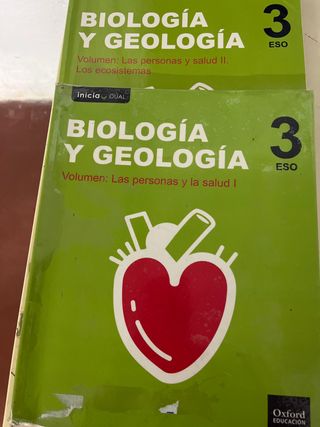 BIOLOGÍA
Y GEOLOGÍA
3
ESO
Volumen: Las personas y salud II.
Los ecosistemas
inicia DUAL
BIOLOGÍA
Y GEOLOGÍA
3
ESO
Volumen: Las personas y la salud I
Oxford
EDUCACIÓN